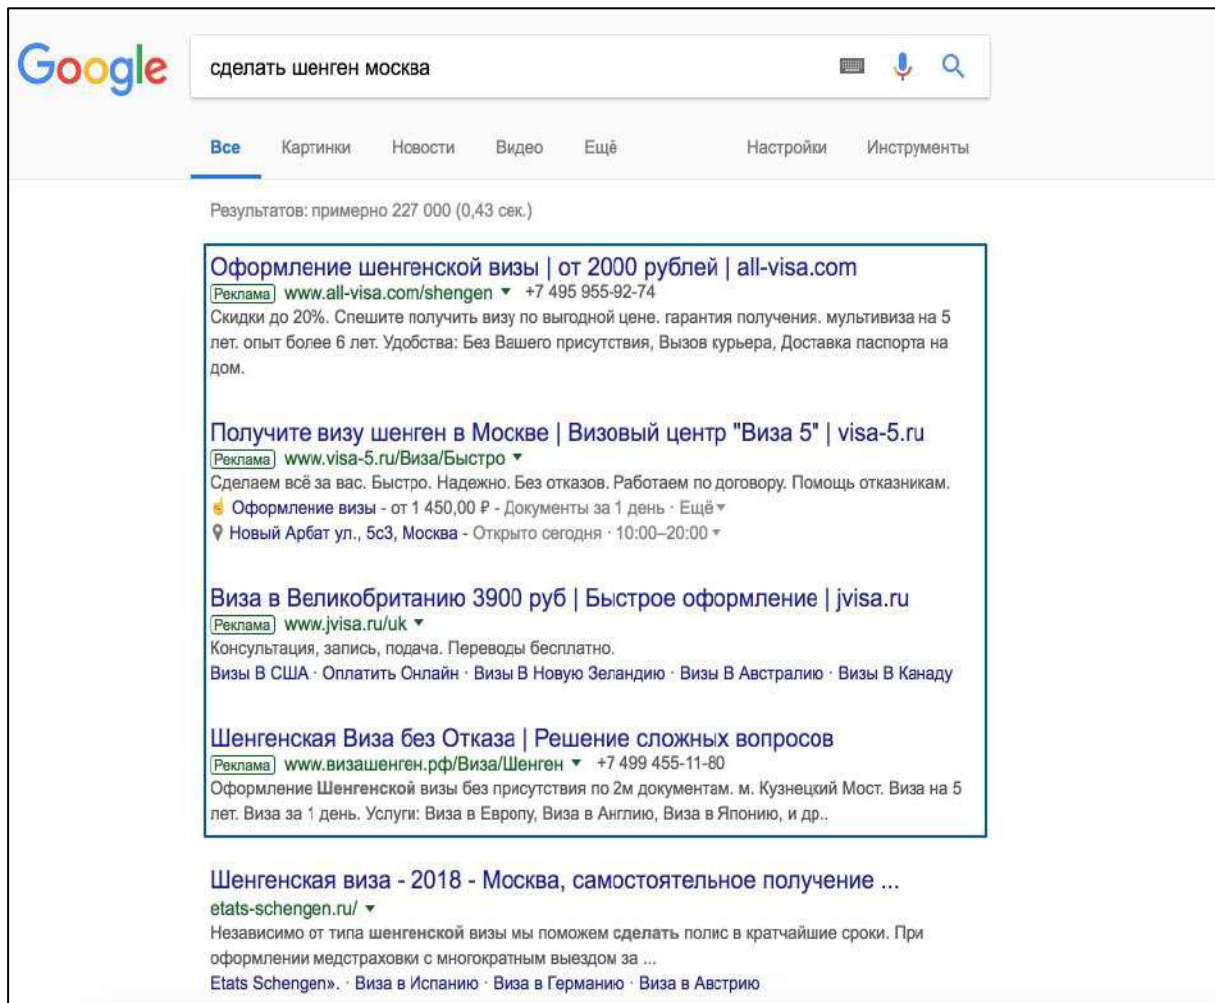 Google
сделать шенген москва
Все Картинки Новости Видео Ещё Настройки Инструменты
Результатов: примерно 227 000 (0,43 сек.)
Оформление шенгенской визы | от 2000 рублей | all-visa.com
Реклама www.all-visa.com/shengen +7 495 955-92-74
Скидки до 20%. Спешите получить визу по выгодной цене. гарантия получения. мультивиза на 5
лет. опыт более 6 лет. Удобства: Без Вашего присутствия, Вызов курьера, Доставка паспорта на
дом.
Получите визу шенген в Москве | Визовый центр "Виза 5" | visa-5.ru
Реклама www.visa-5.ru/Виза/Быстро
Сделаем всё за вас. Быстро. Надежно. Без отказов. Работаем по договору. Помощь отказникам.
Оформление визы - от 1 450,00 ₽ - Документы за 1 день · Ещё
Новый Арбат ул., 5с3, Москва - Открыто сегодня · 10:00–20:00
Виза в Великобританию 3900 руб | Быстрое оформление | jvisa.ru
Реклама www.jvisa.ru/uk
Консультация, запись, подача. Переводы бесплатно.
Визы В США · Оплатить Онлайн · Визы В Новую Зеландию · Визы В Австралию · Визы В Канаду
Шенгенская Виза без Отказа | Решение сложных вопросов
Реклама www.визашенген.рф/Виза/Шенген +7 499 455-11-80
Оформление Шенгенской визы без присутствия по 2м документам. м. Кузнецкий Мост. Виза на 5
лет. Виза за 1 день. Услуги: Виза в Европу, Виза в Англию, Виза в Японию, и др..
Шенгенская виза - 2018 - Москва, самостоятельное получение ...
etats-schengen.ru/
Независимо от типа шенгенской визы мы поможем сделать полис в кратчайшие сроки. При
оформлении медстраховки с многократным выездом за ...
Etats Schengen». · Виза в Испанию · Виза в Германию · Виза в Австрию